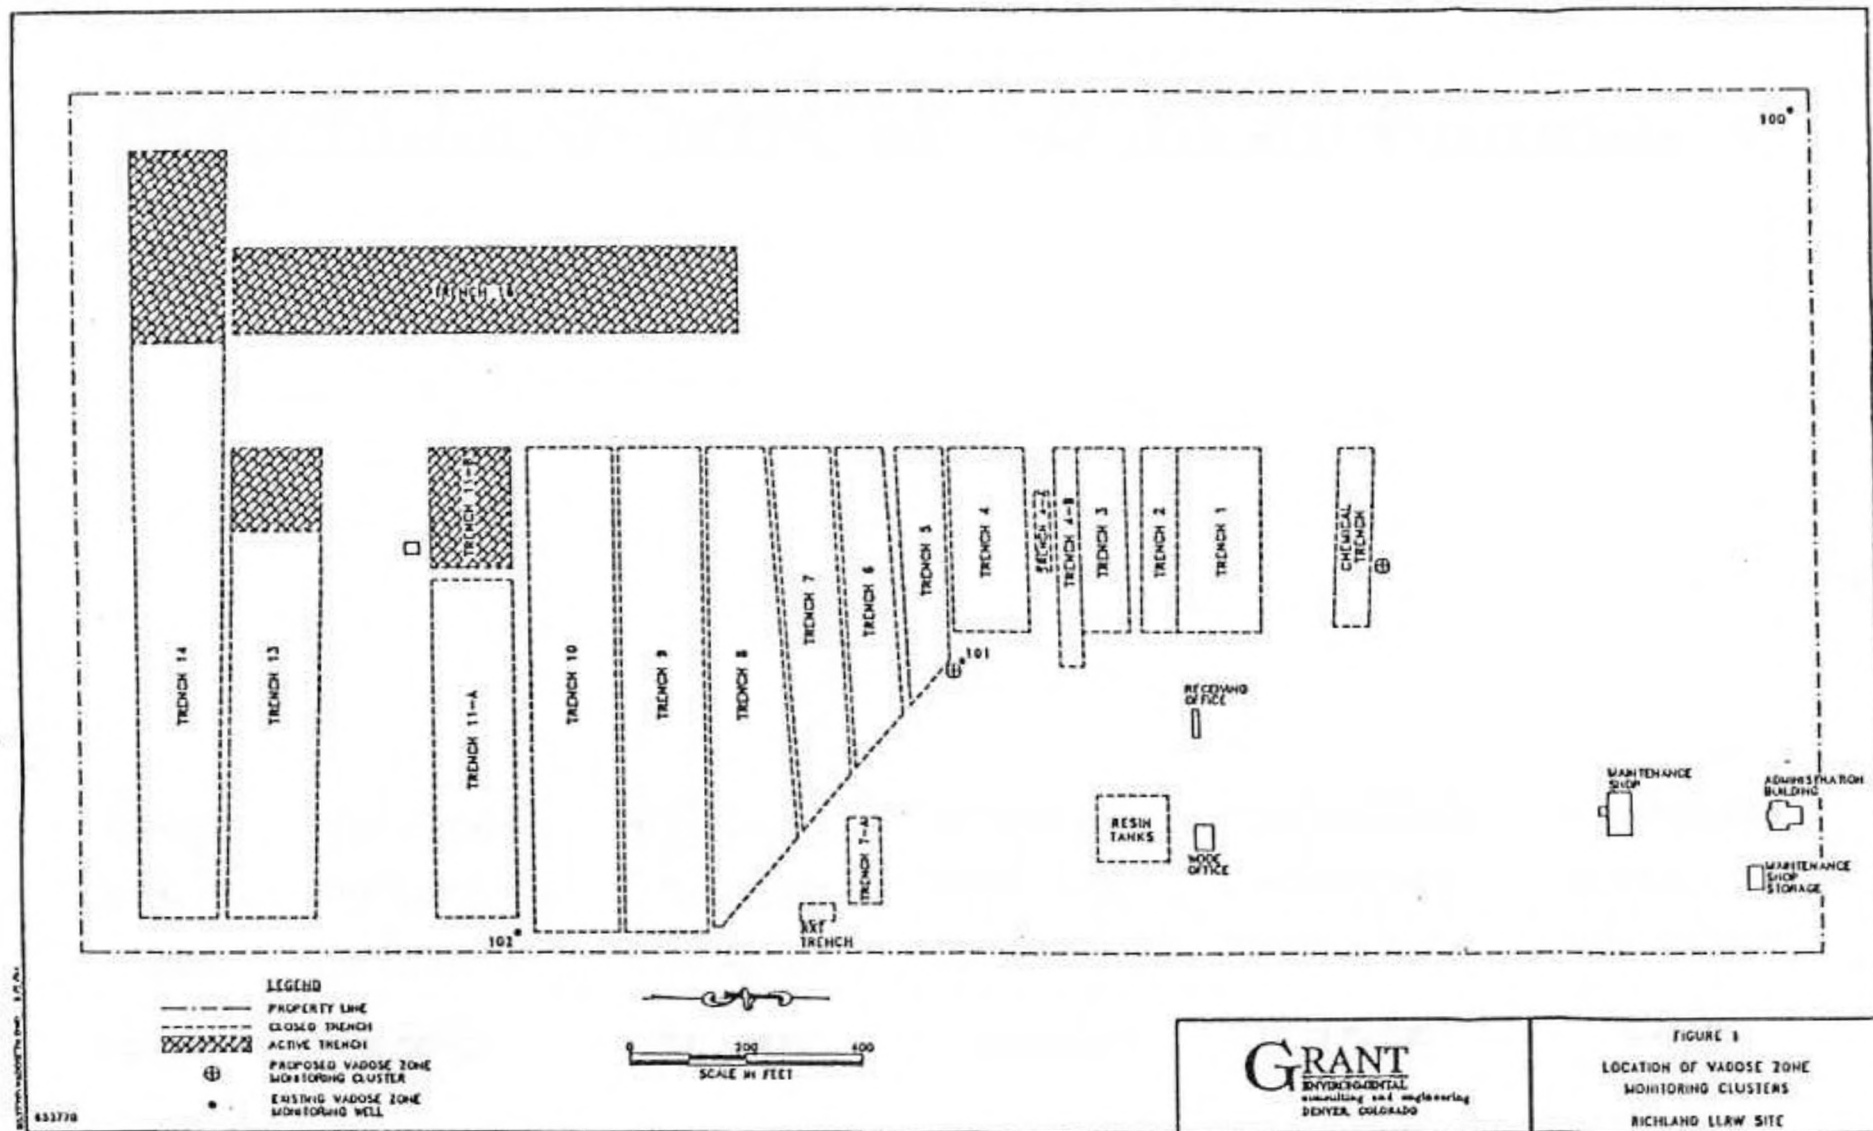 100
TRENCH 16
TRENCH 11-B
TRENCH 14
TRENCH 13
TRENCH 11-A
TRENCH 10
TRENCH 9
TRENCH 8
TRENCH 7
TRENCH 6
TRENCH 5
TRENCH 4
TRENCH 4-B
TRENCH 3
TRENCH 2
TRENCH 1
CHEMICAL
TRENCH
101
RECEIVING
OFFICE
MAINTENANCE
SHOP
ADMINISTRATION
BUILDING
RESIN
TANKS
TRENCH 7-A
OFFICE
MAINTENANCE
SHOP
STORAGE
TRENCH
102
LEGEND
PROPERTY LINE
CLOSED TRENCH
ACTIVE TRENCH
PROPOSED VADOSE ZONE
MONITORING CLUSTER
EXISTING VADOSE ZONE
MONITORING WELL
0 200 400
SCALE IN FEET
GRANT
ENVIRONMENTAL
consulting and engineering
DENVER, COLORADO
FIGURE 1
LOCATION OF VADOSE ZONE
MONITORING CLUSTERS
RICHLAND LLRW SITE